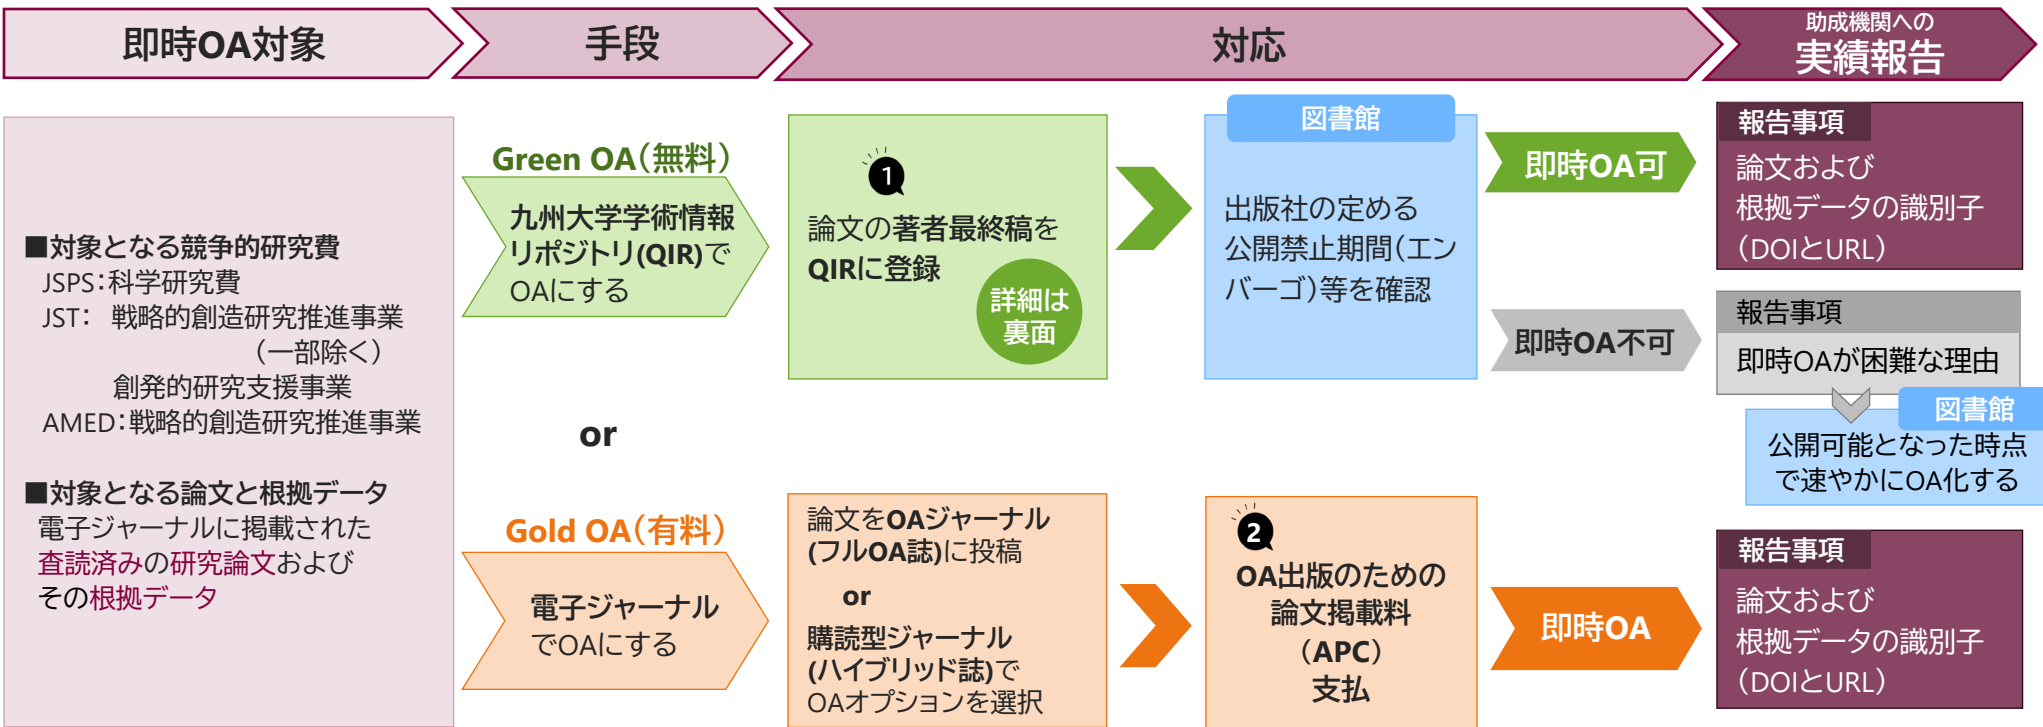 即時OA対象
手段
対応
助成機関への
実績報告
■対象となる競争的研究費
JSPS：科学研究費
JST： 戦略的創造研究推進事業
（一部除く）
創発的研究支援事業
AMED：戦略的創造研究推進事業
■対象となる論文と根拠データ
電子ジャーナルに掲載された
査読済みの研究論文および
その根拠データ
Green OA（無料）
九州大学学術情報
リポジトリ(QIR)で
OAにする
1
論文の著者最終稿を
QIRに登録
詳細は
裏面
図書館
出版社の定める
公開禁止期間（エン
バーゴ）等を確認
即時OA可
報告事項
論文および
根拠データの識別子
（DOIとURL）
即時OA不可
報告事項
即時OAが困難な理由
図書館
公開可能となった時点
で速やかにOA化する
or
Gold OA（有料）
電子ジャーナル
でOAにする
論文をOAジャーナル
(フルOA誌)に投稿
or
購読型ジャーナル
(ハイブリッド誌)で
OAオプションを選択
2
OA出版のための
論文掲載料
（APC）
支払
即時OA
報告事項
論文および
根拠データの識別子
（DOIとURL）